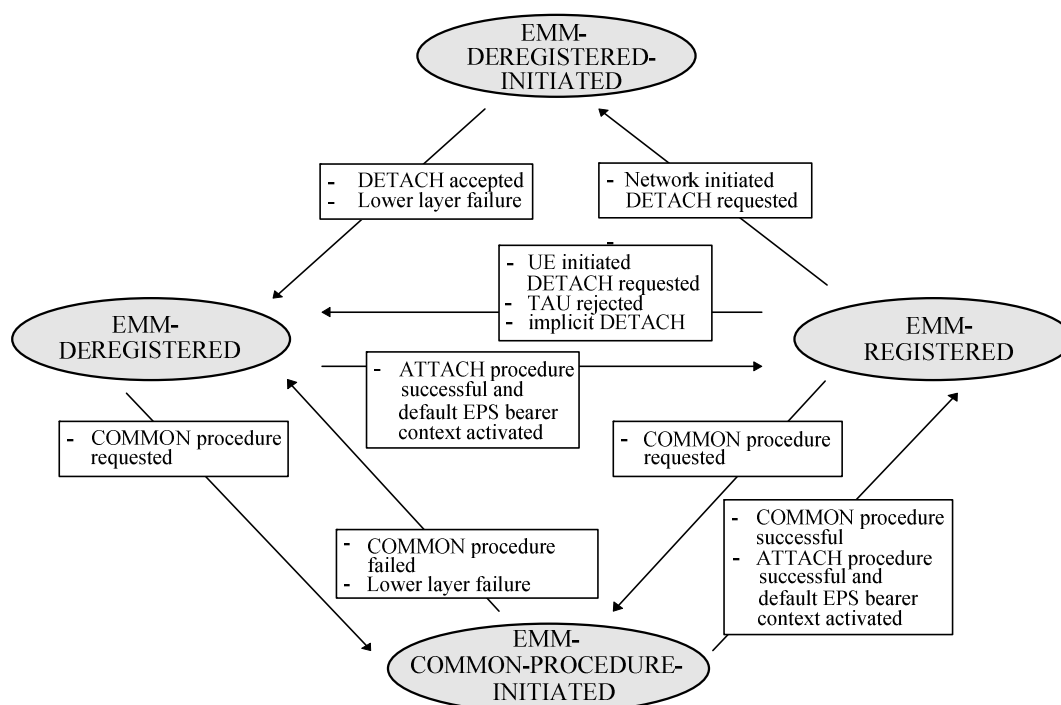 EMM-
DEREGISTERED-
INITIATED
- DETACH accepted
- Lower layer failure
- Network initiated
DETACH requested
-
- UE initiated
DETACH requested
- TAU rejected
- implicit DETACH
EMM-
DEREGISTERED
EMM-
REGISTERED
- ATTACH procedure
successful and
default EPS bearer
context activated
- COMMON procedure
requested
- COMMON procedure
requested
- COMMON procedure
failed
- Lower layer failure
- COMMON procedure
successful
- ATTACH procedure
successful and
default EPS bearer
context activated
EMM-
COMMON-PROCEDURE-
INITIATED